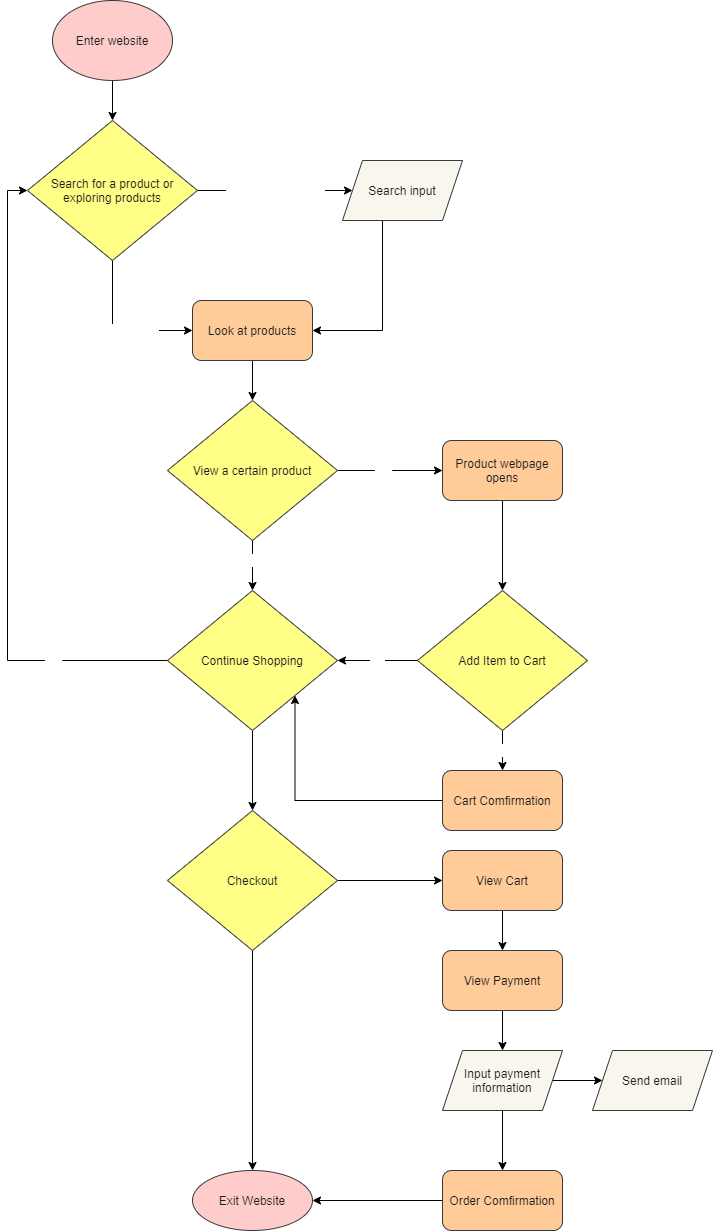 Enter website
Search for a product or
exploring products
Search input
Look at products
View a certain product
Product webpage
opens
Continue Shopping
Add Item to Cart
Cart Comfirmation
Checkout
View Cart
View Payment
Input payment
information
Send email
Exit Website
Order Comfirmation